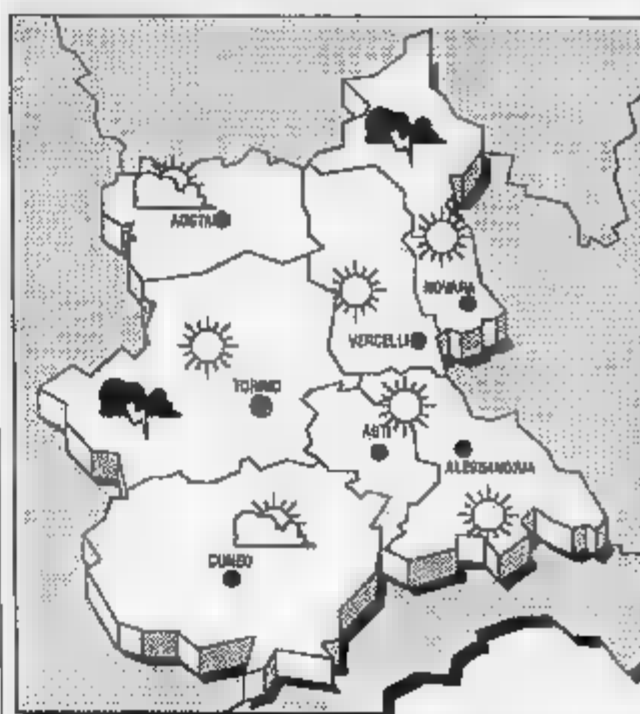 AOSTA
NOVARA
VERCELLI
TORINO
ASTI
ALESSANDRIA
CUNEO